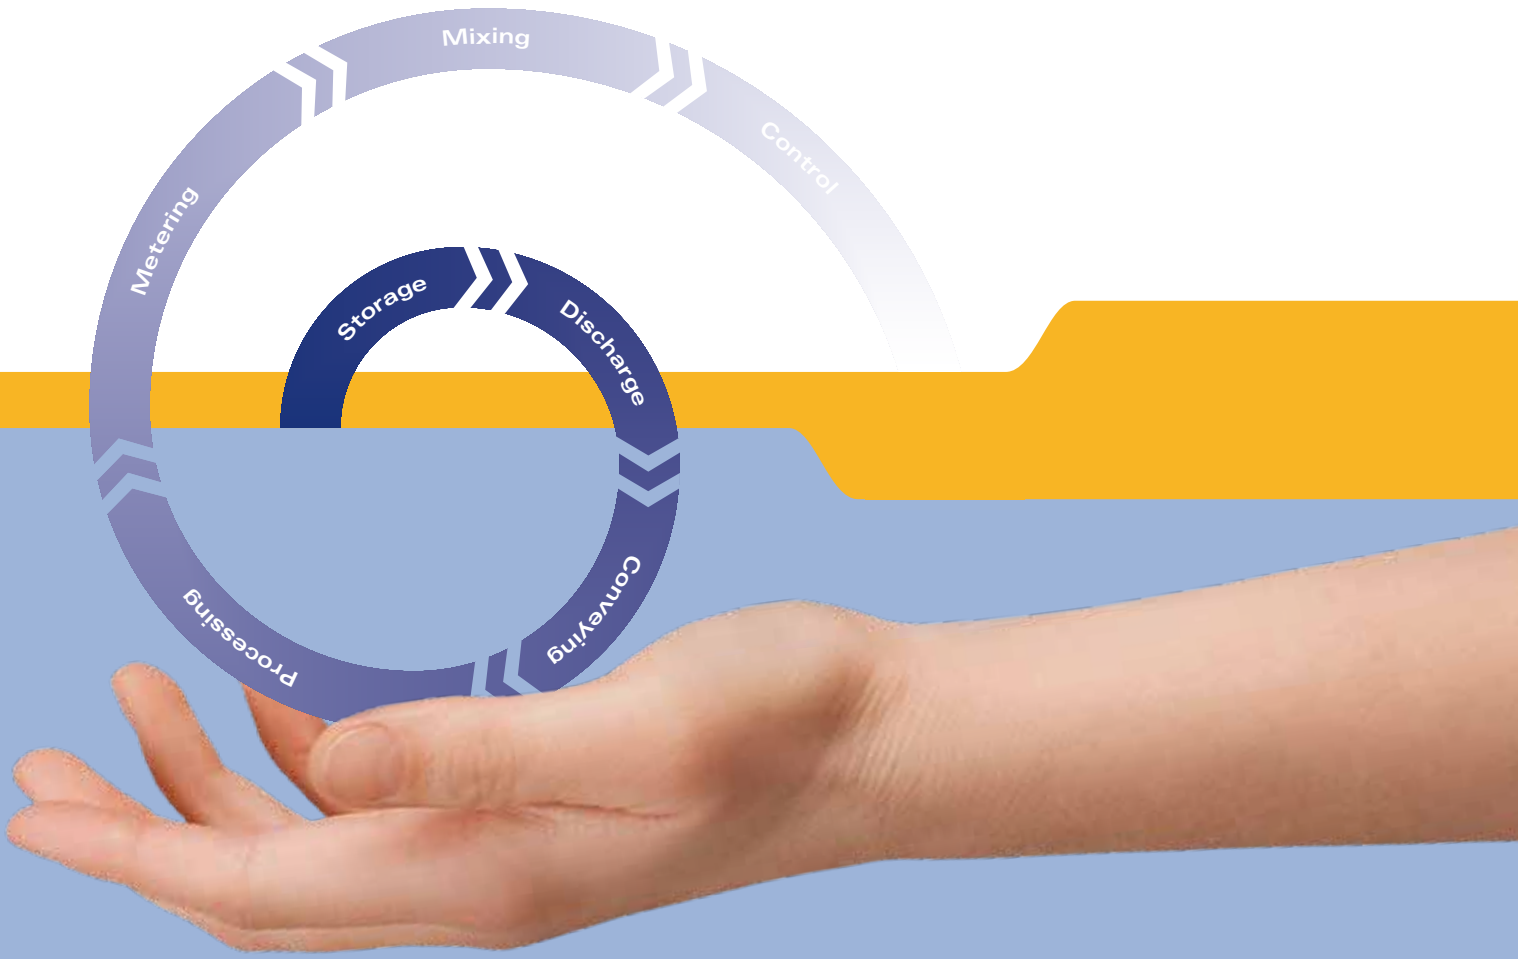 Storage
Discharge
Conveying
Processing
Metering
Mixing
Control